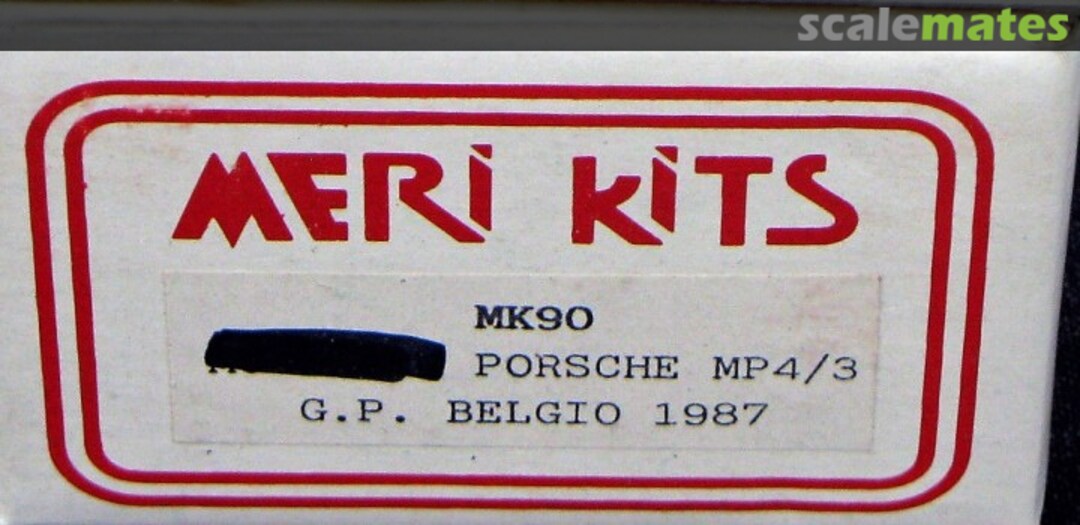 scalemates
MERI KITS
MK90
PORSCHE MP4/3
G.P. BELGIO 1987